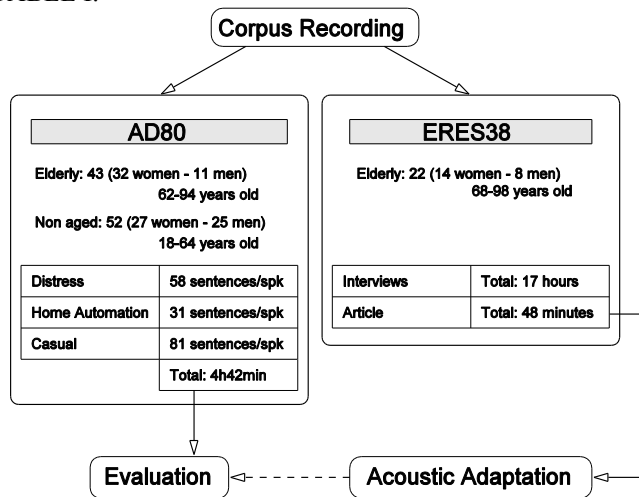 Corpus Recording
AD80
Elderly: 43 (32 women - 11 men)
62-94 years old
Non aged: 52 (27 women - 25 men)
18-64 years old
Distress 58 sentences/spk
Home Automation 31 sentences/spk
Casual 81 sentences/spk
Total: 4h42min
ERES38
Elderly: 22 (14 women - 8 men)
68-98 years old
Interviews Total: 17 hours
Article Total: 48 minutes
Evaluation
Acoustic Adaptation